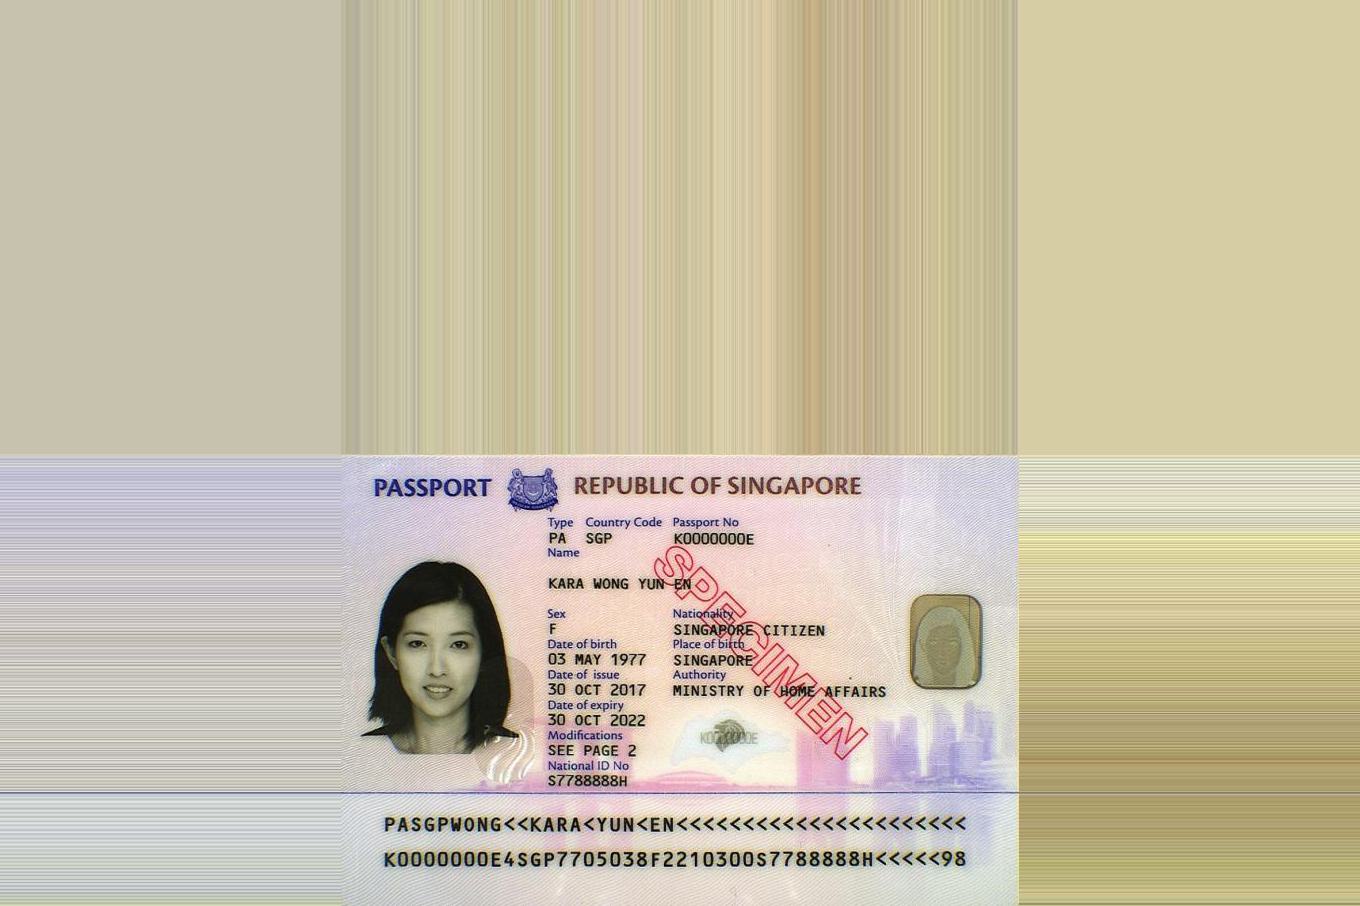 PASSPORT REPUBLIC OF SINGAPORE
Type Country Code Passport No
PA SGP K0000000E
Name
KARA WONG YUN EN
Sex Nationality
F SINGAPORE CITIZEN
Date of birth Place of birth
03 MAY 1977 SINGAPORE
Date of issue Authority
30 OCT 2017 MINISTRY OF HOME AFFAIRS
Date of expiry
30 OCT 2022
Modifications
SEE PAGE 2
National ID No
S7788888H
SPECIMEN
K0000000E
PASGPWONG<<KARA<YUN<EN<<<<<<<<<<<<<<<<<<<<<<
K0000000E4SGP7705038F2210300S7788888H<<<<<98